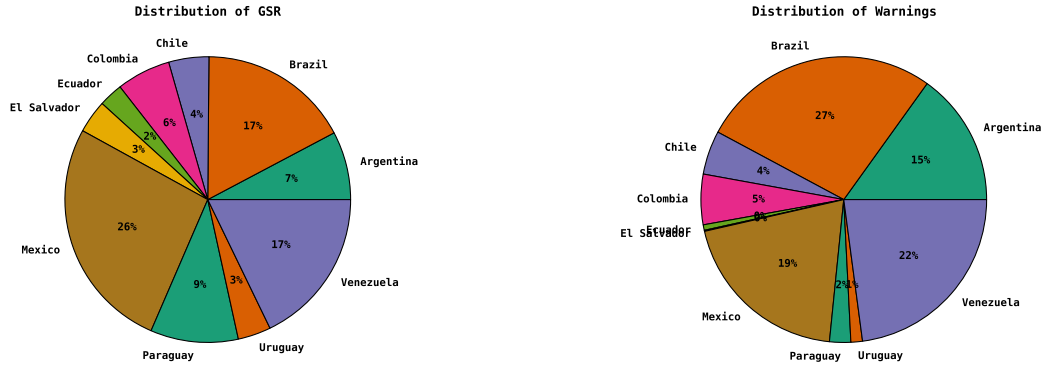 Distribution of GSR
Chile
Colombia
Brazil
Ecuador
El Salvador
4%
6%
17%
2%
3%
Argentina
7%
26%
17%
Mexico
9%
3%
Venezuela
Paraguay
Uruguay
Distribution of Warnings
Brazil
27%
Argentina
Chile
15%
4%
Colombia
5%
0%
Ecuador
El Salvador
22%
19%
Mexico
2%
1%
Venezuela
Paraguay
Uruguay